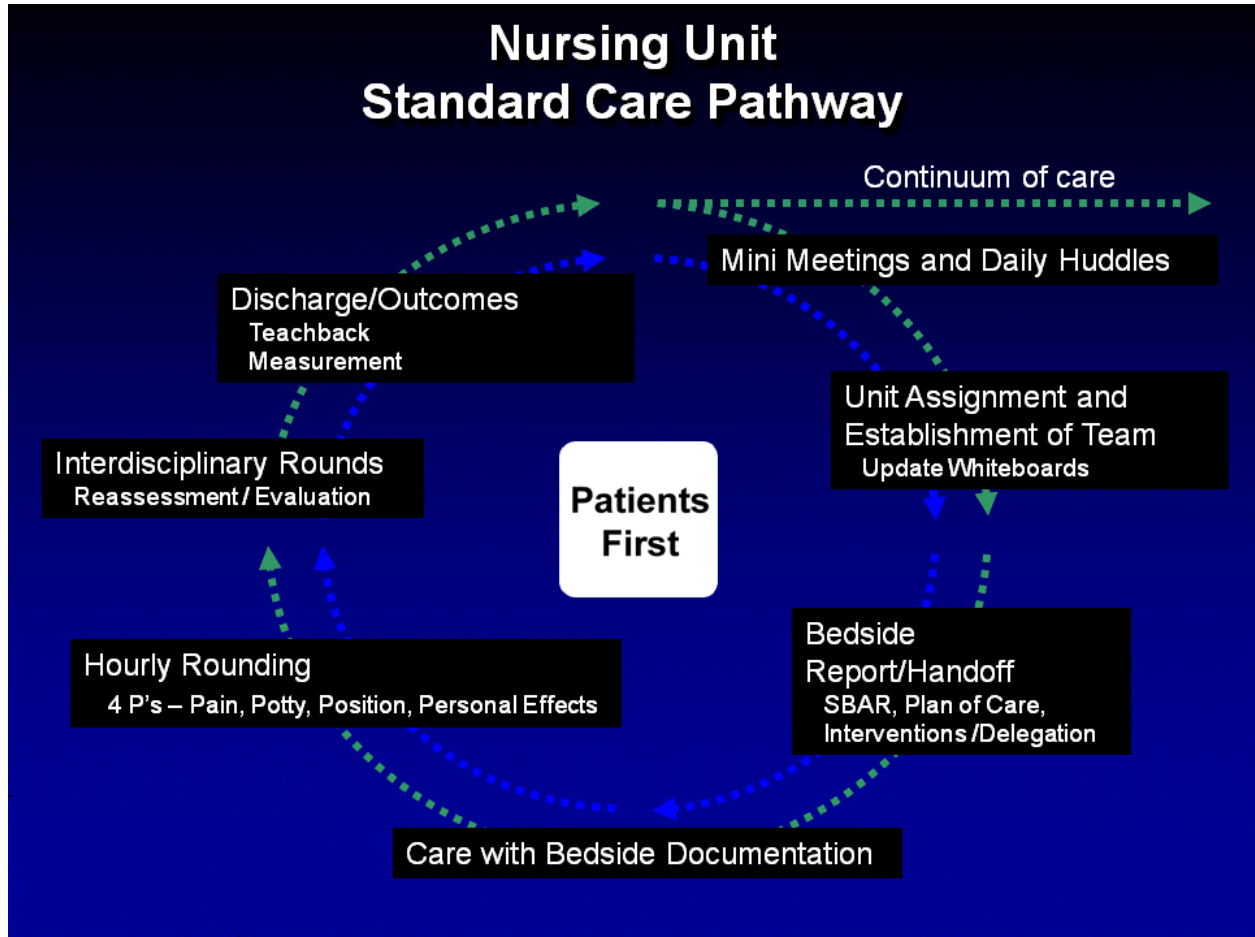 Nursing Unit
Standard Care Pathway
Continuum of care
Mini Meetings and Daily Huddles
Unit Assignment and
Establishment of Team
Update Whiteboards
Bedside
Report/Handoff
SBAR, Plan of Care,
Interventions /Delegation
Care with Bedside Documentation
Hourly Rounding
4 P's – Pain, Potty, Position, Personal Effects
Interdisciplinary Rounds
Reassessment / Evaluation
Discharge/Outcomes
Teachback
Measurement
Patients
First